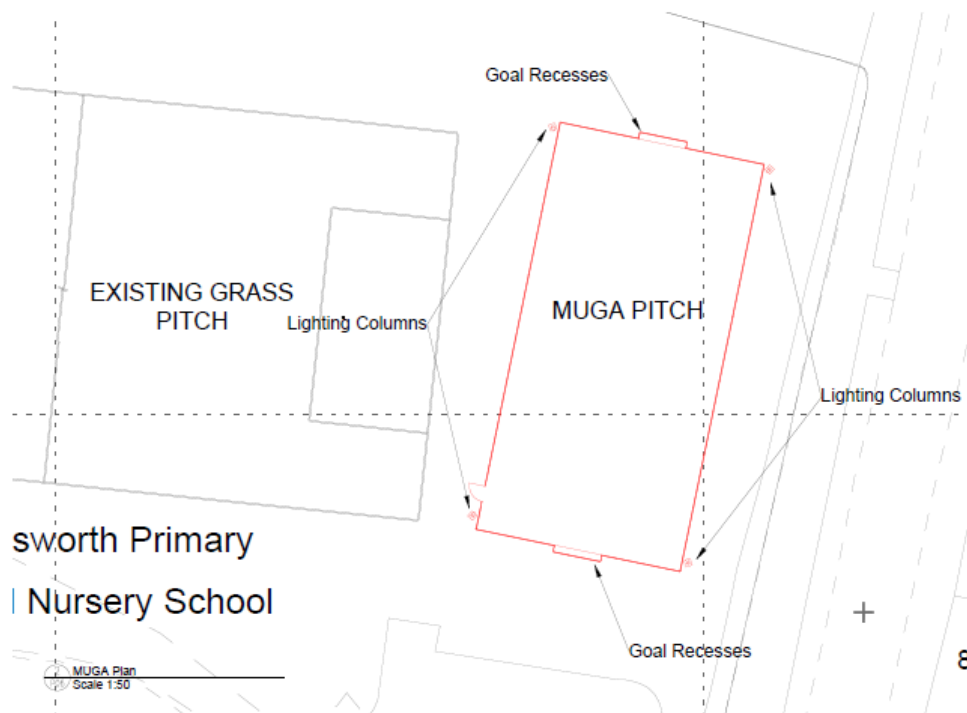 Goal Recesses
EXISTING GRASS
PITCH
Lighting Columns
MUGA PITCH
Lighting Columns
sworth Primary
Nursery School
Goal Recesses
MUGA Plan
Scale 1:50
8